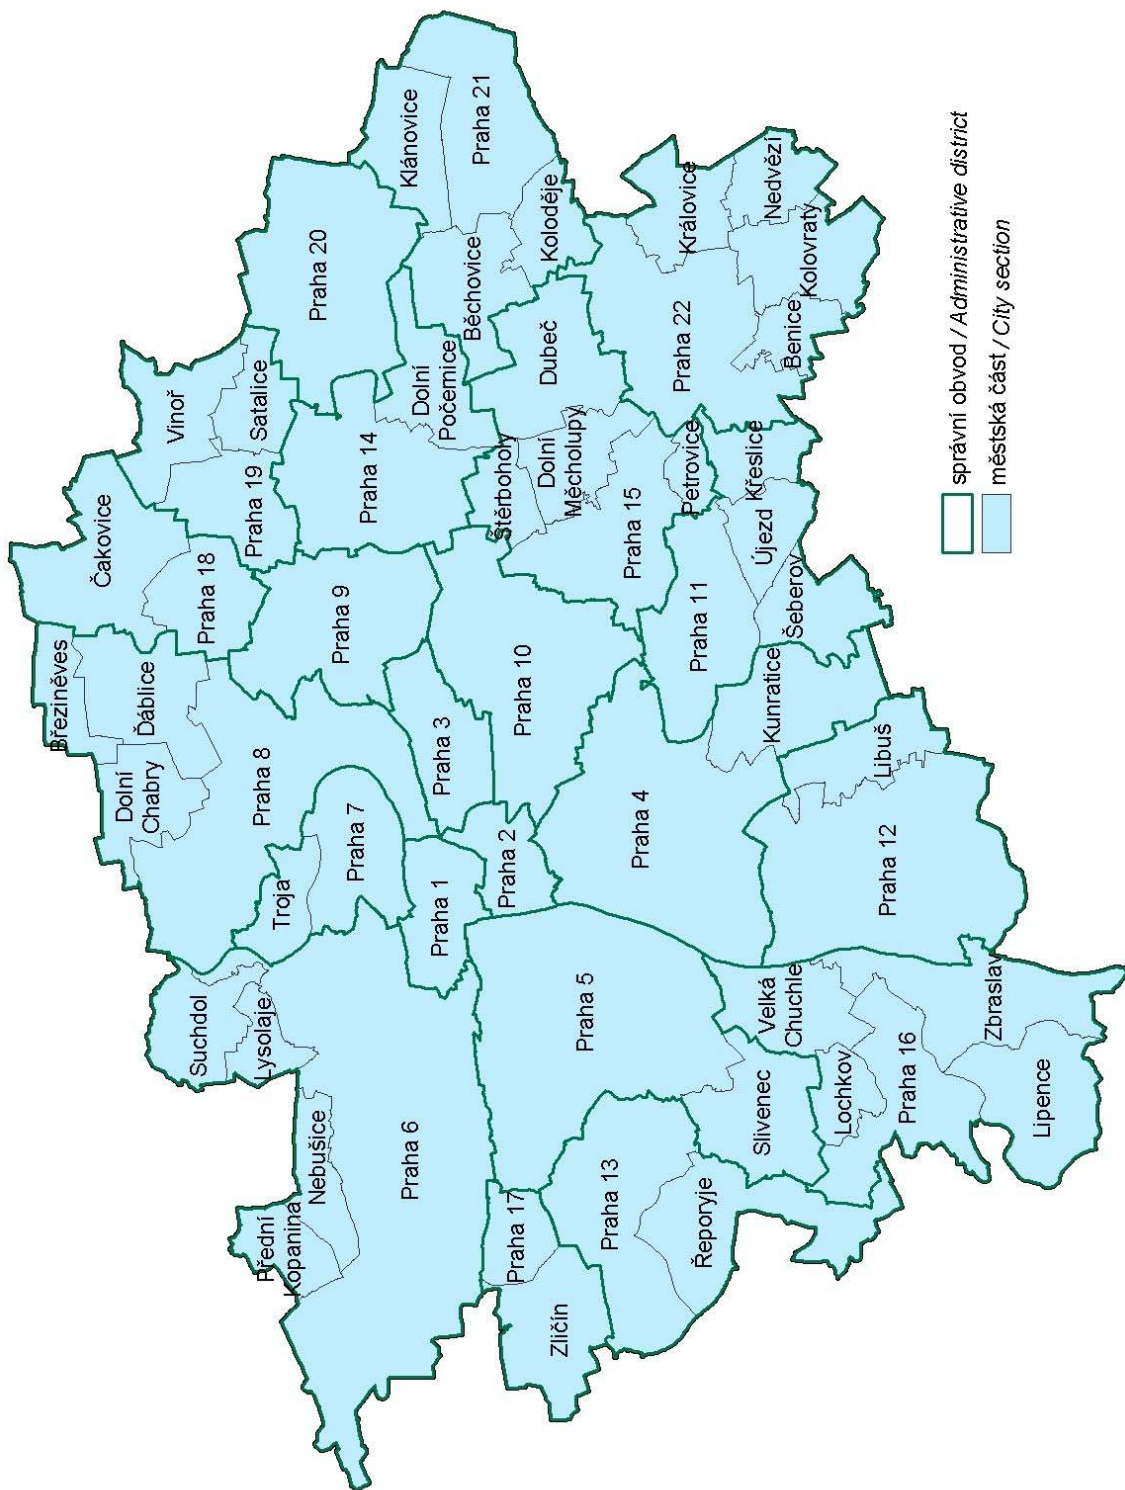 Březiněves
Čakovice
Dolní
Chabry
Ďáblice
Vinoř
Praha 18
Satalice
Praha 19
Suchdol
Praha 8
Troja
Praha 9
Praha 20
Lysolaje
Praha 7
Praha 14
Klánovice
Přední
Kopanina
Nebušice
Praha 21
Praha 6
Praha 1
Praha 3
Dolní
Počernice
Běchovice
Praha 2
Praha 10
Štěrboholy
Koloděje
Praha 17
Dubeč
Dolní
Měcholupy
Zličín
Praha 5
Praha 13
Praha 4
Praha 15
Praha 11
Petrovice
Praha 22
Královice
Řeporyje
Slivenec
Velká
Chuchle
Kunratice
Újezd
Křeslice
Nedvězí
Šeberov
Benice
Kolovraty
Lochkov
Praha 12
Libuš
Praha 16
Zbraslav
Lipence
správní obvod / Administrative district
městská část / City section